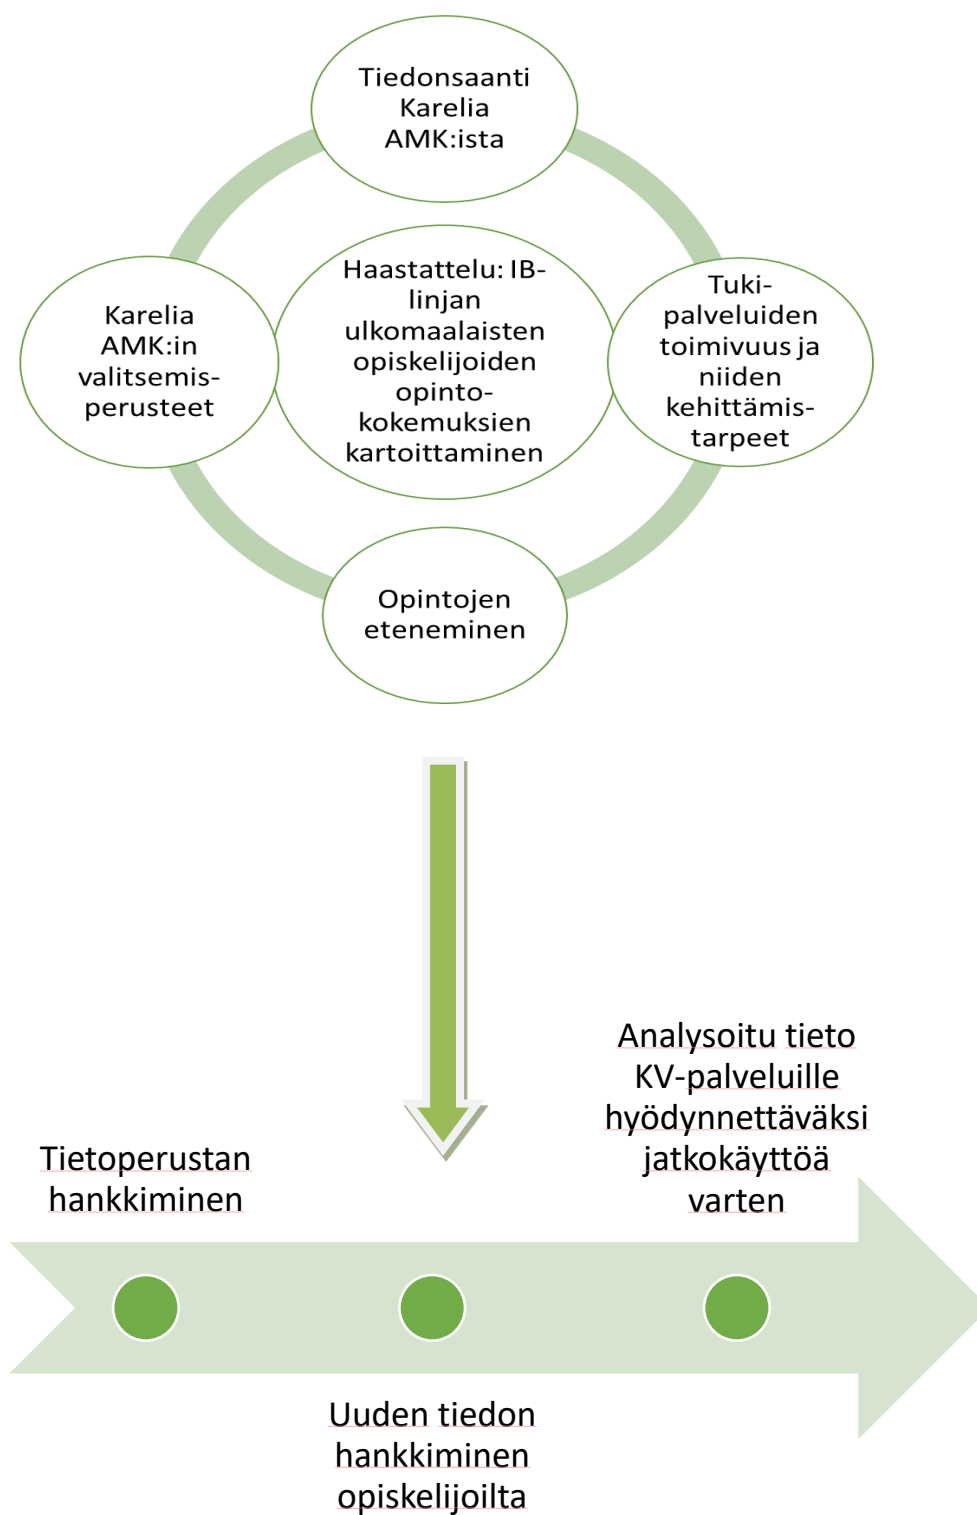 Tiedonsaanti
Karelia
AMK:ista
Karelia
AMK:in
valitsemis-
perusteet
Haastattelu: IB-
linjan
ulkomaalaisten
opiskelijoiden
opinto-
kokemuksien
kartoittaminen
Tuki-
palveluiden
toimivuus ja
niiden
kehittämis-
tarpeet
Opintojen
eteneminen
Tietoperustan
hankkiminen
Analysoitu tieto
KV-palveluille
hyödynnettäväksi
jatkokäyttöä
varten
Uuden tiedon
hankkiminen
opiskelijoilta